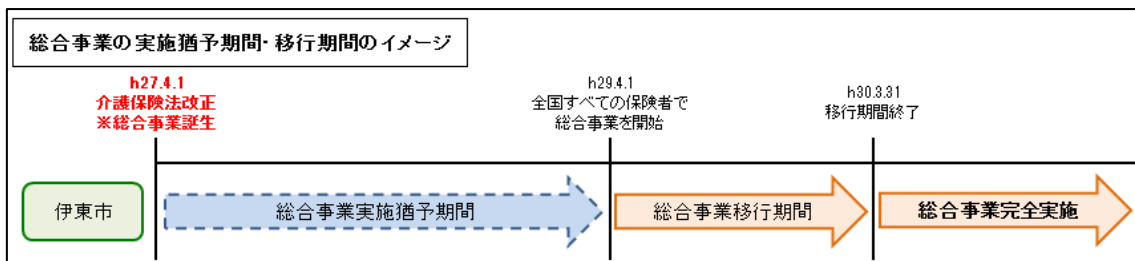 総合事業の実施猶予期間・移行期間のイメージ
h27.4.1
介護保険法改正
※総合事業誕生
h29.4.1
全国すべての保険者で
総合事業を開始
h30.3.31
移行期間終了
伊東市
総合事業実施猶予期間
総合事業移行期間
総合事業完全実施